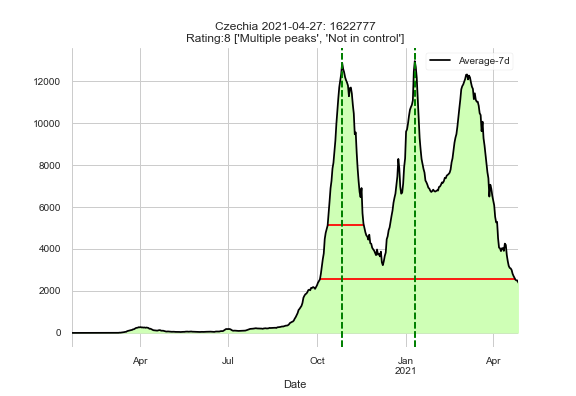 Czechia 2021-04-27: 1622777
Rating:8 ['Multiple peaks', 'Not in control']
Average-7d
12000
10000
8000
6000
4000
2000
0
Apr
Jul
Oct
Jan
2021
Apr
Date